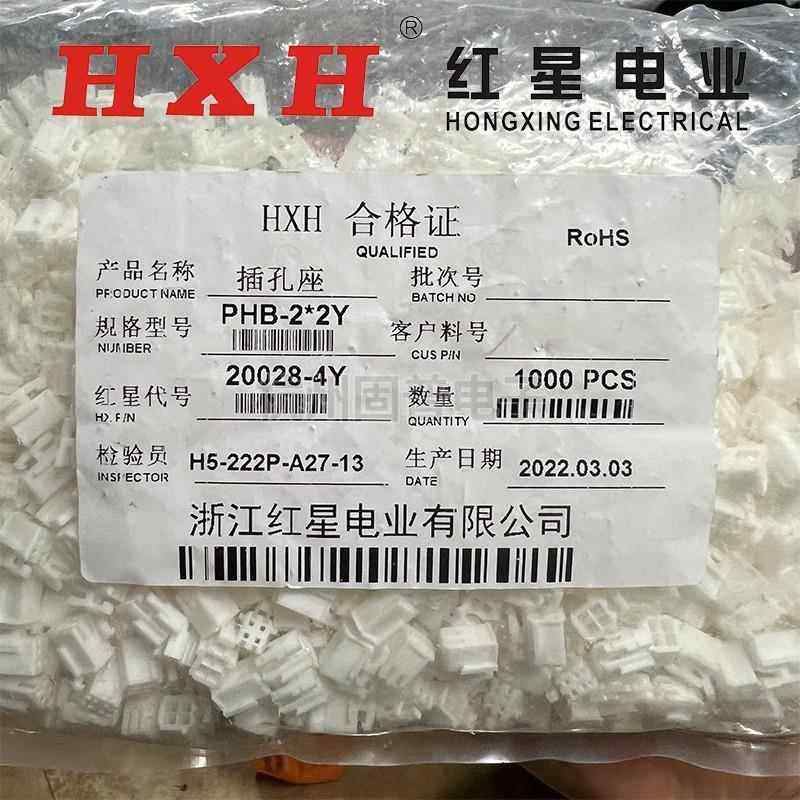 HXH ® 红星电业
HONGXING ELECTRICAL
HXH 合格证 RoHS
QUALIFIED
产品名称 插孔座 批次号
PRODUCT NAME BATCH NO
规格型号 PHB-2*2Y 客户料号
NUMBER CUS P/N
红星代号 20028-4Y 数量 1000 PCS
HX P/N QUANTITY
检验员 H5-222P-A27-13 生产日期 2022.03.03
INSPECTOR DATE
浙江红星电业有限公司